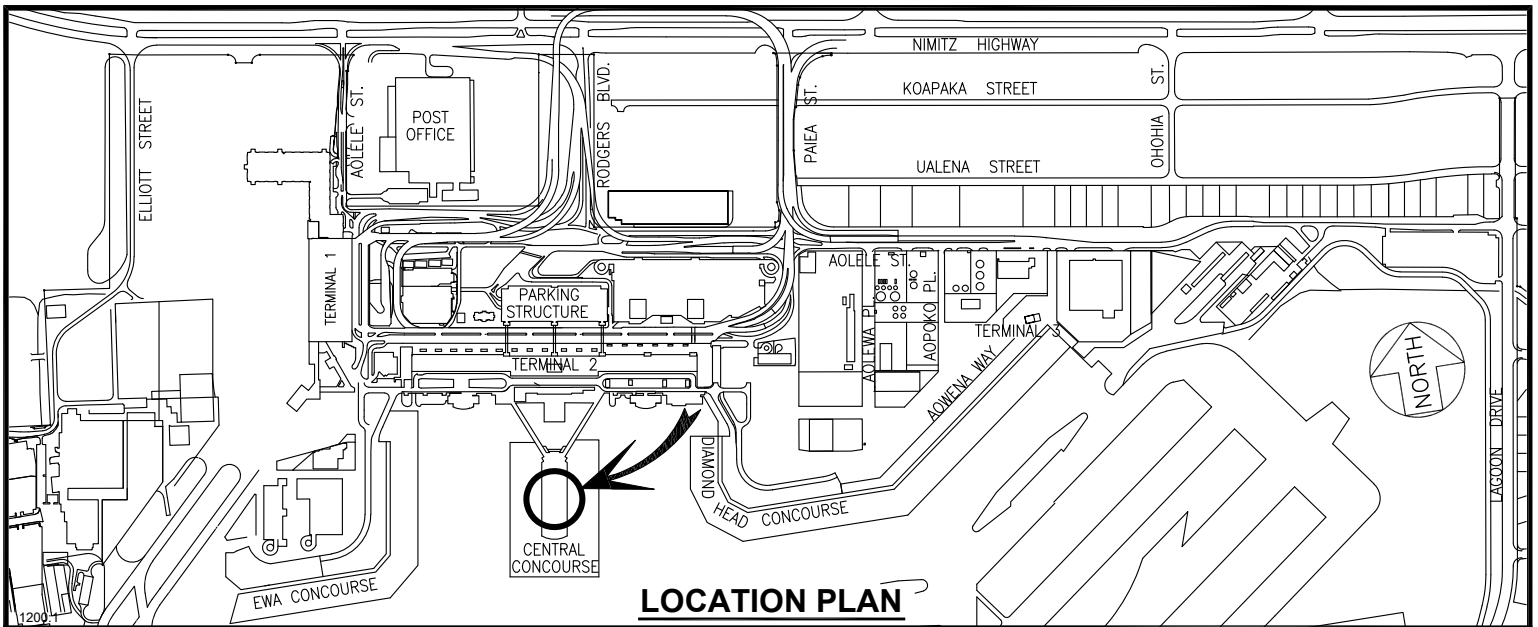 NIMITZ HIGHWAY
KOAPAKA STREET
UALENA STREET
OHOHIA ST.
PAIEA ST.
RODGERS BLVD.
AOLELE ST.
POST
OFFICE
ELLIOTT STREET
TERMINAL 1
PARKING
STRUCTURE
TERMINAL 2
AOLELE ST.
AOLEWA PL.
AOPOKO PL.
TERMINAL 3
AOWENA WAY
NORTH
LAGOON DRIVE
DIAMOND
HEAD CONCOURSE
CENTRAL
CONCOURSE
EWA CONCOURSE
LOCATION PLAN
1200.1